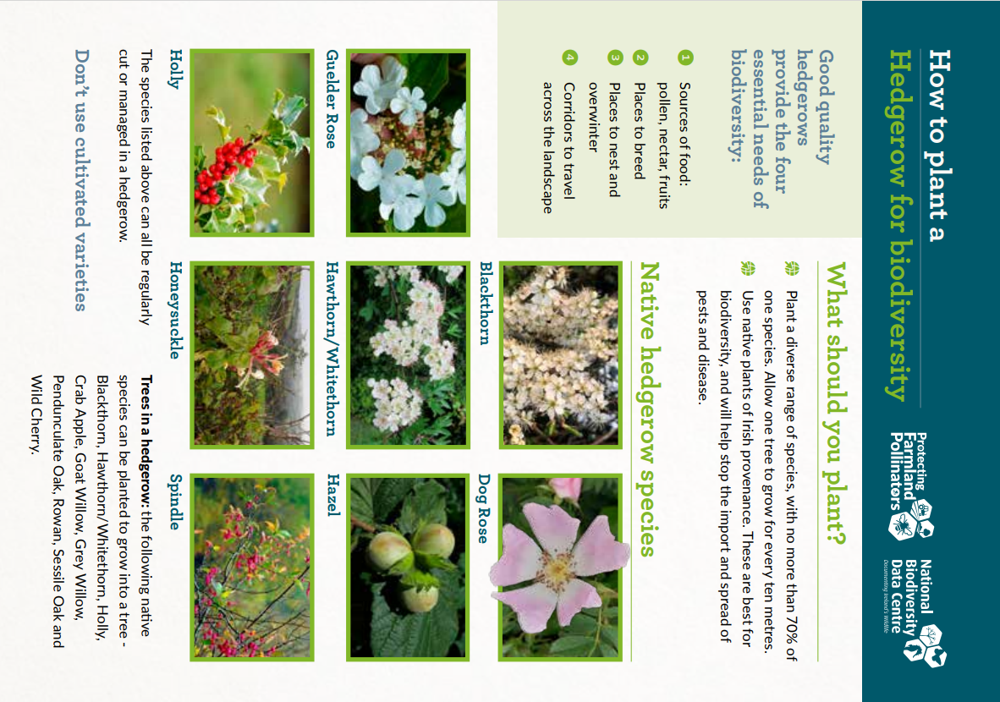 How to plant a
Hedgerow for biodiversity
Protecting
Farmland
Pollinators
National
Biodiversity
Data Centre
Documenting Ireland's Wildlife
Good quality
hedgerows
provide the four
essential needs of
biodiversity:
1 Sources of food:
pollen, nectar, fruits
2 Places to breed
3 Places to nest and
overwinter
4 Corridors to travel
across the landscape
What should you plant?
Plant a diverse range of species, with no more than 70% of
one species. Allow one tree to grow for every ten metres.
Use native plants of Irish provenance. These are best for
biodiversity, and will help stop the import and spread of
pests and disease.
Native hedgerow species
Blackthorn
Dog Rose
Guelder Rose
Hawthorn/Whitethorn
Hazel
Holly
Honeysuckle
Spindle
The species listed above can all be regularly
cut or managed in a hedgerow.
Don't use cultivated varieties
Trees in a hedgerow: the following native
species can be planted to grow into a tree -
Blackthorn, Hawthorn/Whitethorn, Holly,
Crab Apple, Goat Willow, Grey Willow,
Pendunculate Oak, Rowan, Sessile Oak and
Wild Cherry.